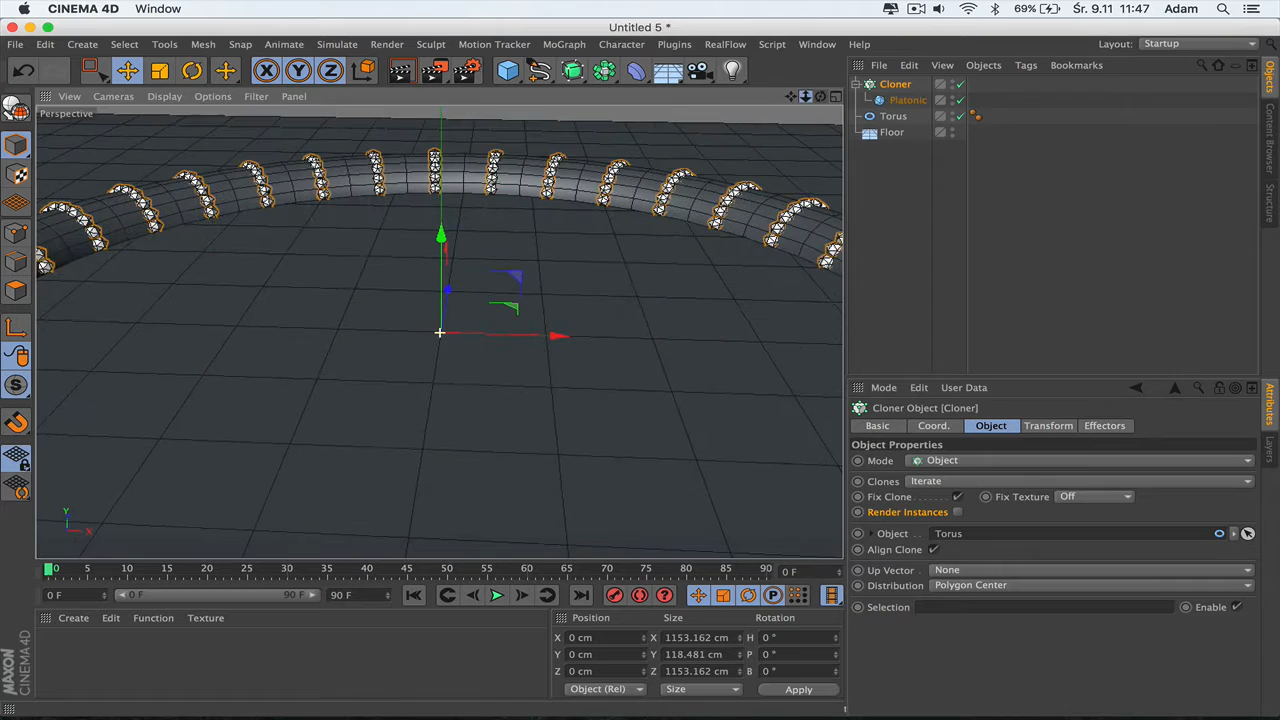 CINEMA 4D Window 69% Śr. 9.11 11:47 Adam
Untitled 5 *
File Edit Create Select Tools Mesh Snap Animate Simulate Render Sculpt Motion Tracker MoGraph Character Plugins RealFlow Script Window Help Layout: Startup
X Y Z
File Edit View Objects Tags Bookmarks
View Cameras Display Options Filter Panel
Perspective
Cloner
Platonic
Torus
Floor
Objects
Content Browser
Structure
Mode Edit User Data
Cloner Object [Cloner]
Basic Coord. Object Transform Effectors
Object Properties
Mode Object
Clones Iterate
Fix Clone Fix Texture Off
Render Instances
Object Torus
Align Clone
Up Vector None
Distribution Polygon Center
Selection Enable
Attributes
Layers
Y
X
0 5 10 15 20 25 30 35 40 45 50 55 60 65 70 75 80 85 90 0 F
0 F 0 F 90 F 90 F
Create Edit Function Texture
Position Size Rotation
X 0 cm X 1153.162 cm H 0 °
Y 0 cm Y 118.481 cm P 0 °
Z 0 cm Z 1153.162 cm B 0 °
Object (Rel) Size Apply
MAXON
CINEMA 4D